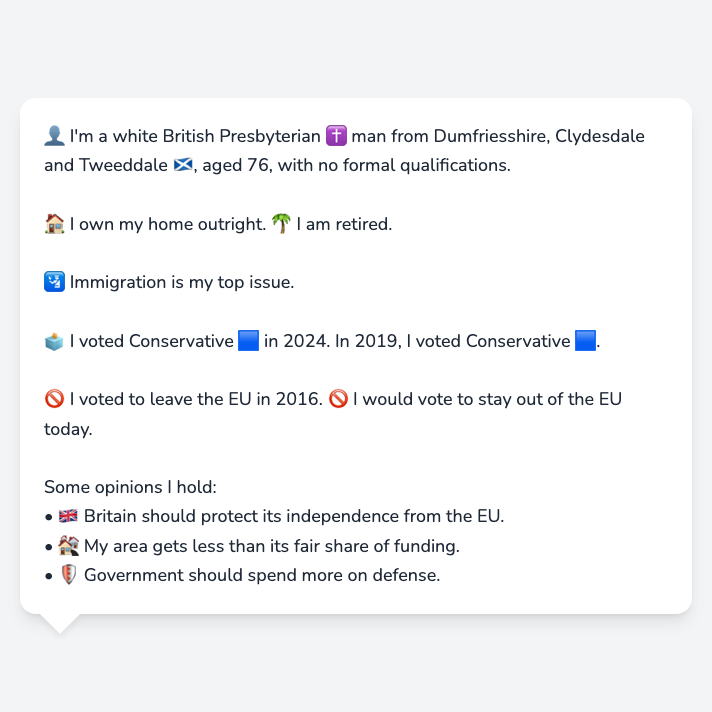 👤 I'm a white British Presbyterian ✝️ man from Dumfriesshire, Clydesdale
and Tweeddale 🏴󠁧󠁢󠁳󠁣󠁴󠁿, aged 76, with no formal qualifications.
🏠 I own my home outright. 🌴 I am retired.
🛂 Immigration is my top issue.
🗳️ I voted Conservative 🟦 in 2024. In 2019, I voted Conservative 🟦.
🚫 I voted to leave the EU in 2016. 🚫 I would vote to stay out of the EU
today.
Some opinions I hold:
• 🇬🇧 Britain should protect its independence from the EU.
• 🏚️ My area gets less than its fair share of funding.
• 🛡️ Government should spend more on defense.